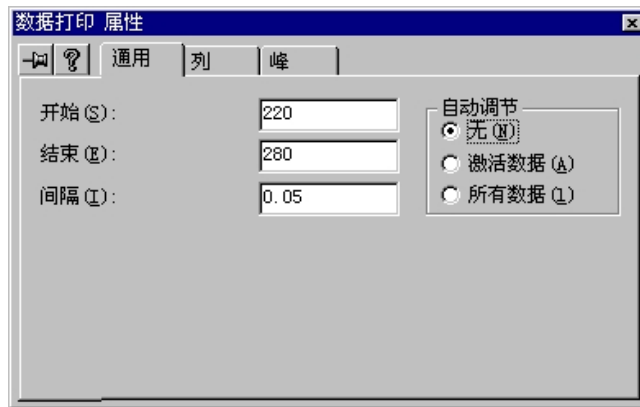 数据打印 属性
通用 列 峰
开始(S):
220
结束(E):
280
间隔(I):
0.05
自动调节
无(N)
激活数据(A)
所有数据(l)